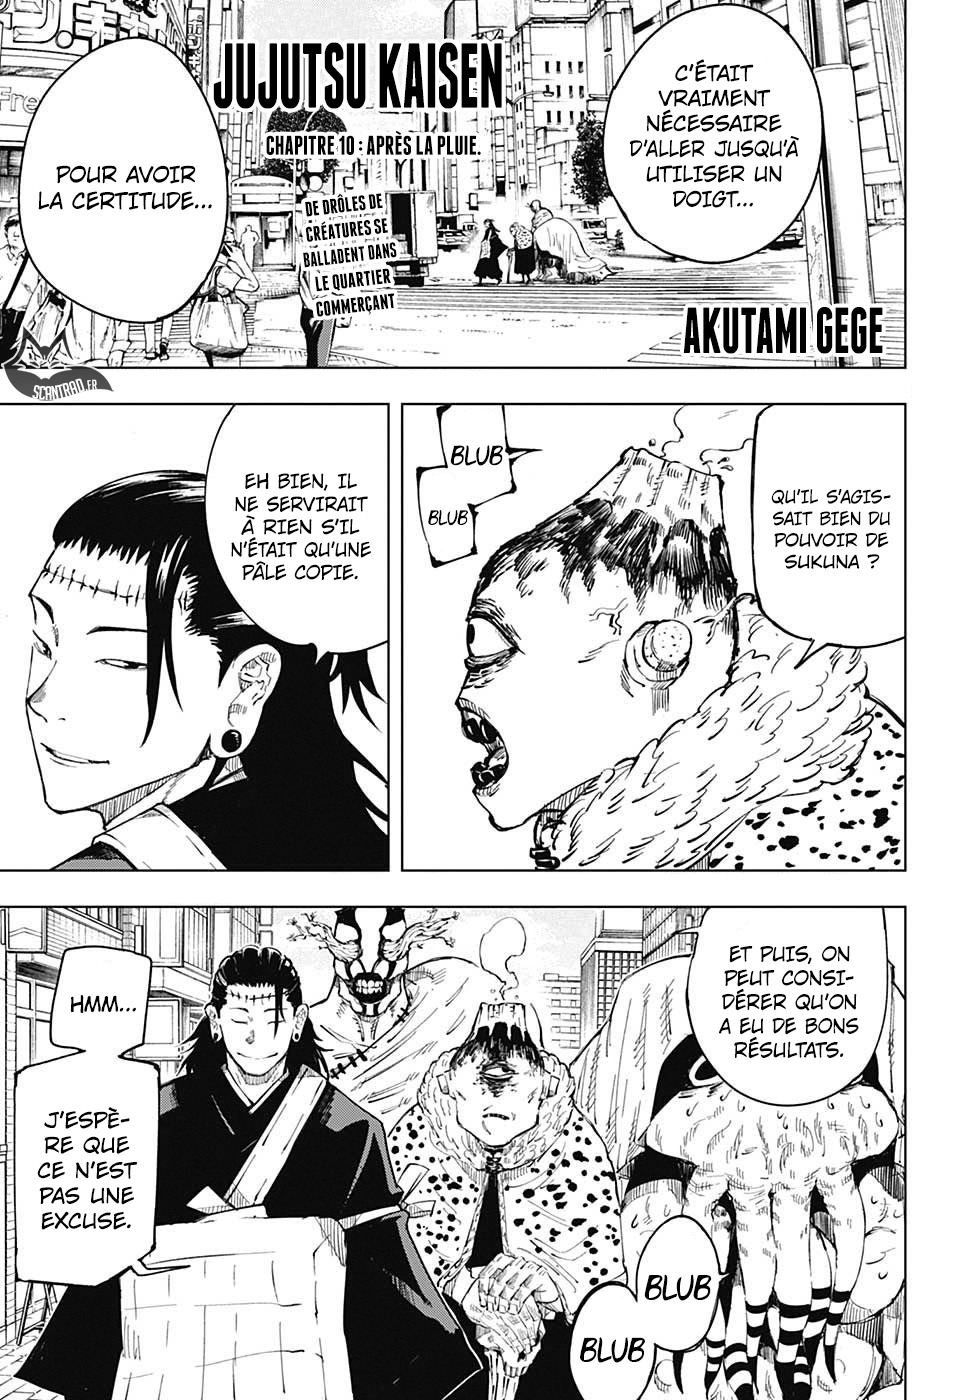 C'ÉTAIT
VRAIMENT
NÉCESSAIRE
D'ALLER JUSQU'À
UTILISER UN
DOIGT...
JUJUTSU KAISEN
CHAPITRE 10 : APRÈS LA PLUIE.
POUR AVOIR
LA CERTITUDE...
DE DRÔLES DE
CRÉATURES SE
BALLADENT DANS
LE QUARTIER
COMMERÇANT
AKUTAMI GEGE
SCANTRAD.FR
QU'IL S'AGIS-
SAIT BIEN DU
POUVOIR DE
SUKUNA ?
BLUB
BLUB
EH BIEN, IL
NE SERVIRAIT
À RIEN S'IL
N'ÉTAIT QU'UNE
PÂLE COPIE.
ET PUIS, ON
PEUT CONSI-
DÉRER QU'ON
A EU DE BONS
RÉSULTATS.
BLUB
BLUB
HMM...
J'ESPÈ-
RE QUE
CE N'EST
PAS UNE
EXCUSE.